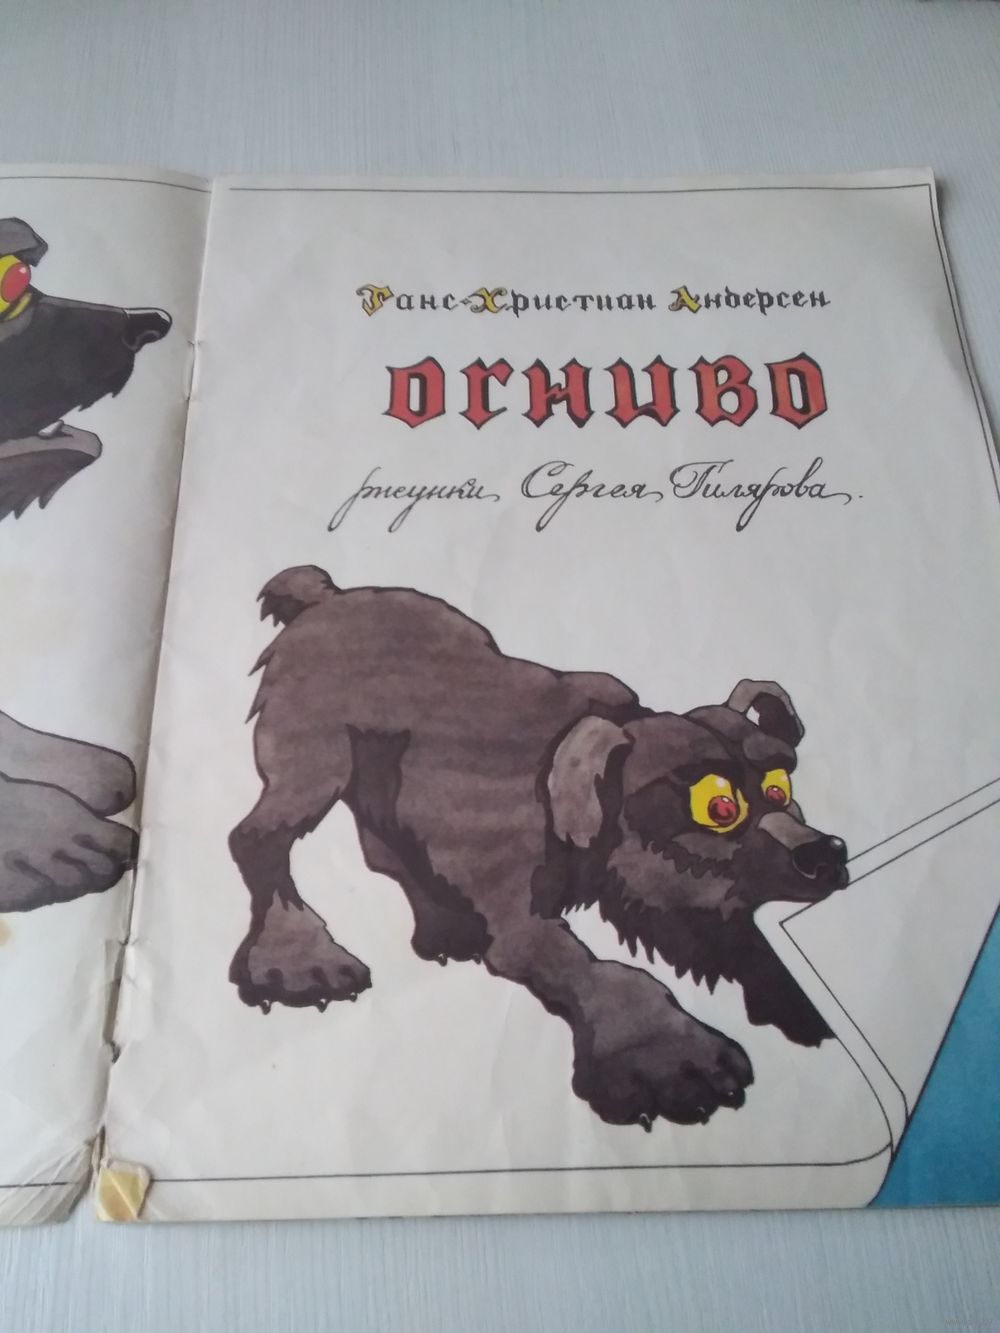 Ганс-Христиан Андерсен
ОГНИВО
рисунки Сергея Гилярова.